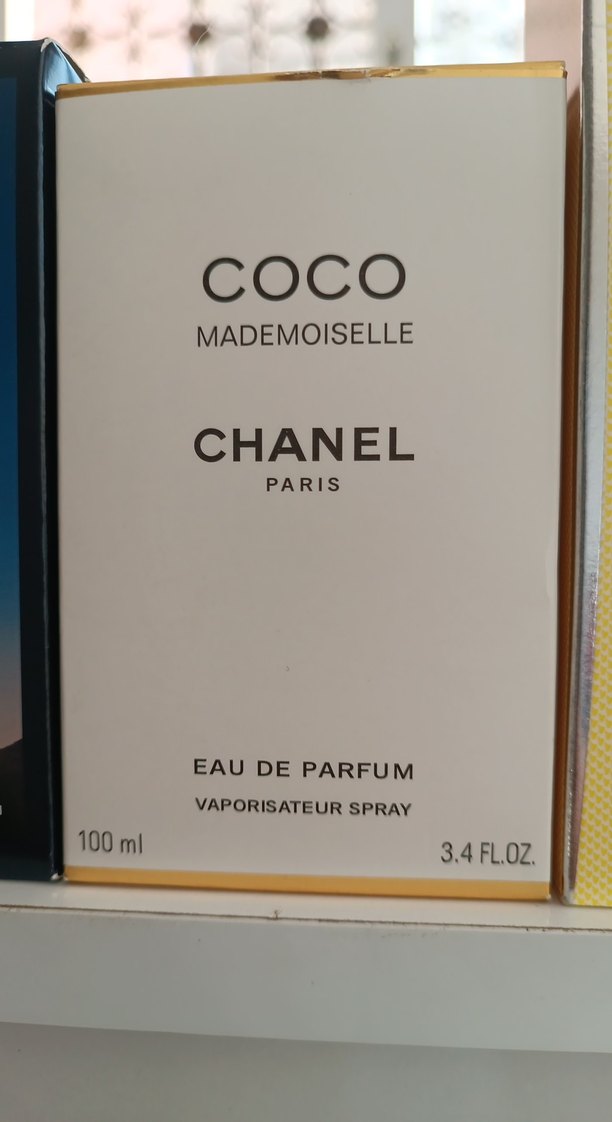 COCO
MADEMOISELLE
CHANEL
PARIS
EAU DE PARFUM
VAPORISATEUR SPRAY
100 ml
3.4 FL.OZ.